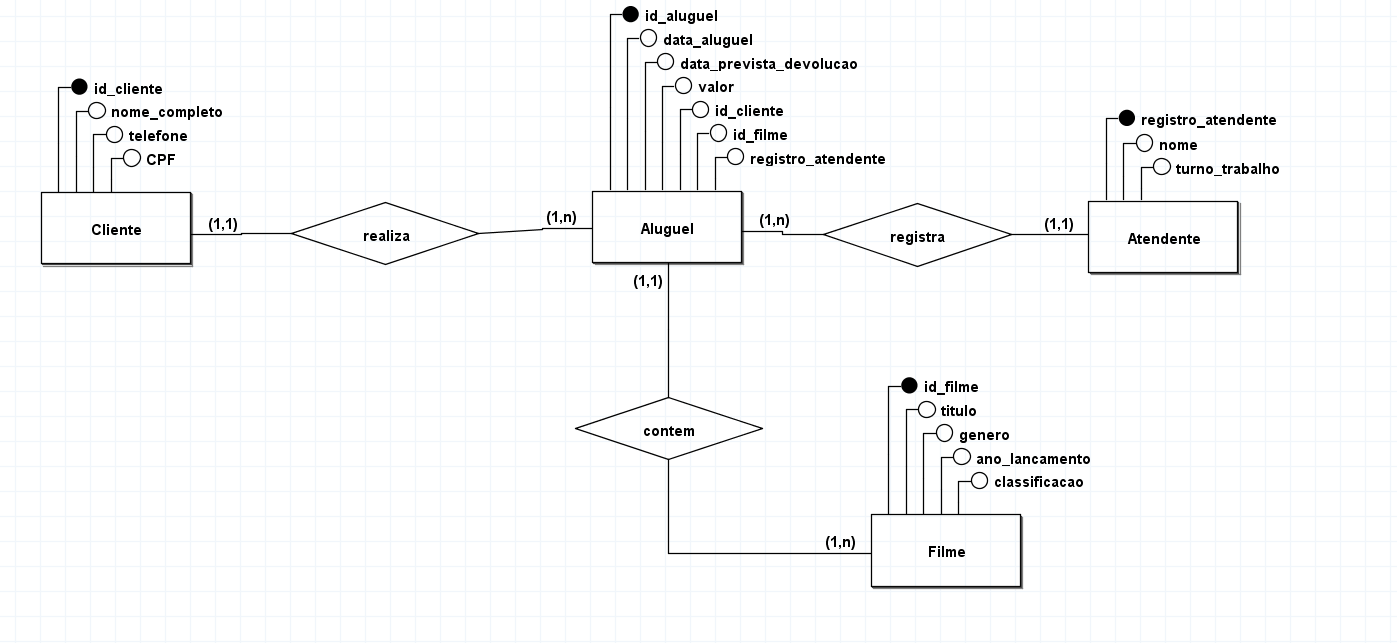 id_aluguel
data_aluguel
data_prevista_devolucao
valor
id_cliente
id_filme
registro_atendente
id_cliente
nome_completo
telefone
CPF
registro_atendente
nome
turno_trabalho
Cliente
(1,1)
realiza
(1,n)
Aluguel
(1,n)
registra
(1,1)
Atendente
(1,1)
contem
id_filme
titulo
genero
ano_lancamento
classificacao
(1,n)
Filme